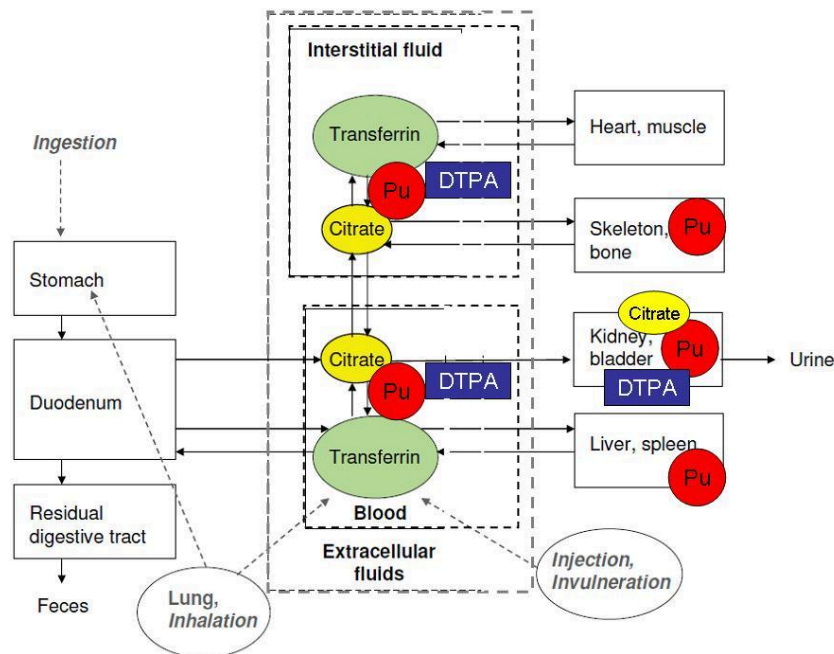 Interstitial fluid
Transferrin
Pu
DTPA
Citrate
Heart, muscle
Skeleton,
bone
Pu
Ingestion
Stomach
Duodenum
Residual
digestive tract
Feces
Citrate
Pu
DTPA
Transferrin
Blood
Extracellular
fluids
Citrate
Kidney,
bladder
Pu
DTPA
Urine
Liver, spleen
Pu
Lung,
Inhalation
Injection,
Invulneration